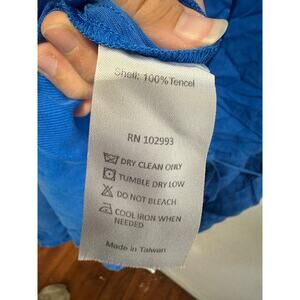 Shell: 100%Tencel
RN 102993
DRY CLEAN ONLY
TUMBLE DRY LOW
DO NOT BLEACH
COOL IRON WHEN
NEEDED
Made in Taiwan